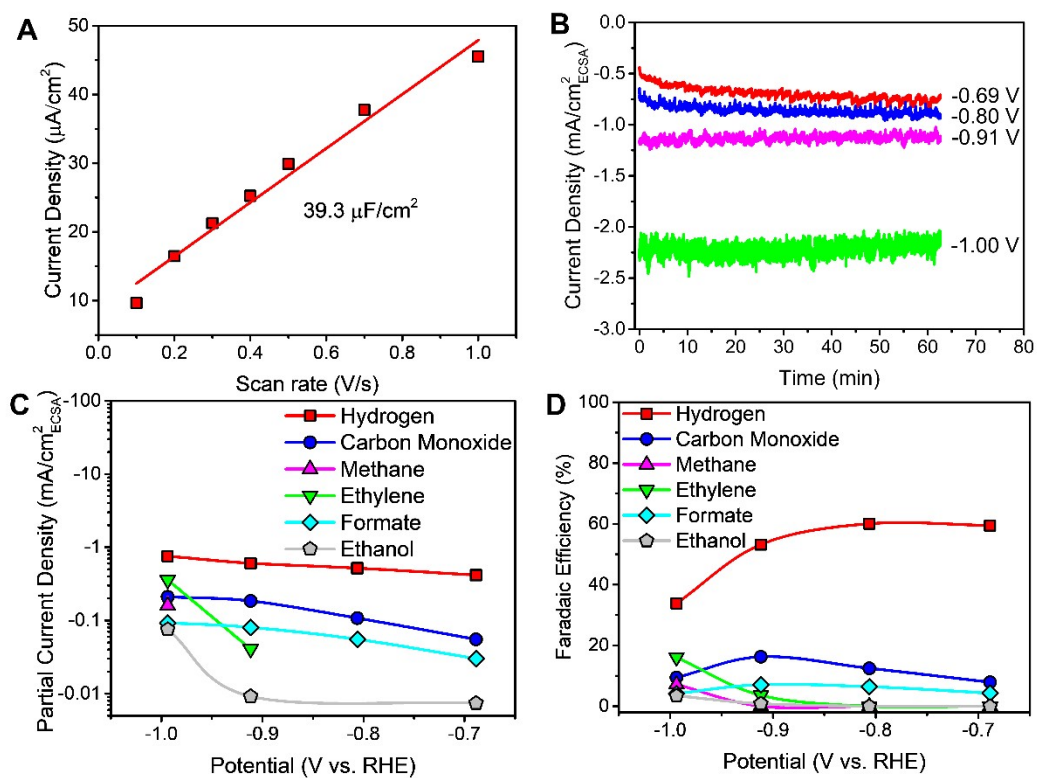 A
Current Density (μA/cm²)
50
40
30
20
10
39.3 μF/cm²
0.0 0.2 0.4 0.6 0.8 1.0
Scan rate (V/s)
B
Current Density (mA/cm²ECSA)
0.0
-0.5
-1.0
-1.5
-2.0
-2.5
-3.0
-0.69 V
-0.80 V
-0.91 V
-1.00 V
0 10 20 30 40 50 60 70 80
Time (min)
C
Partial Current Density (mA/cm²ECSA)
-100
-10
-1
-0.1
-0.01
Hydrogen
Carbon Monoxide
Methane
Ethylene
Formate
Ethanol
-1.0 -0.9 -0.8 -0.7
Potential (V vs. RHE)
D
Faradaic Efficiency (%)
100
80
60
40
20
0
Hydrogen
Carbon Monoxide
Methane
Ethylene
Formate
Ethanol
-1.0 -0.9 -0.8 -0.7
Potential (V vs. RHE)